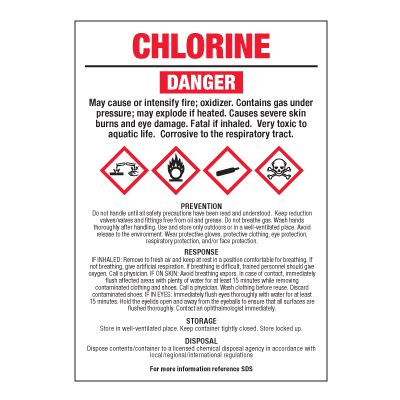 CHLORINE
DANGER
May cause or intensify fire; oxidizer. Contains gas under
pressure; may explode if heated. Causes severe skin
burns and eye damage. Fatal if inhaled. Very toxic to
aquatic life. Corrosive to the respiratory tract.
PREVENTION
Do not handle until all safety precautions have been read and understood. Keep reduction
valves/valves and fittings free from oil and grease. Do not breathe gas. Wash hands
thoroughly after handling. Use and store only outdoors or in a well-ventilated place. Avoid
release to the environment. Wear protective gloves, protective clothing, eye protection,
respiratory protection, and/or face protection.
RESPONSE
IF INHALED: Remove to fresh air and keep at rest in a position comfortable for breathing. If
not breathing, give artificial respiration. If breathing is difficult, trained personnel should give
oxygen. Call a physician. IF ON SKIN: Avoid breathing vapors. In case of contact, immediately
flush affected areas with plenty of water for at least 15 minutes while removing
contaminated clothing and shoes. Call a physician. Wash clothing before reuse. Discard
contaminated shoes. IF IN EYES: Immediately flush eyes thoroughly with water for at least
15 minutes. Hold the eyelids open and away from the eyeballs to ensure that all surfaces are
flushed thoroughly. Contact an ophthalmologist immediately.
STORAGE
Store in well-ventilated place. Keep container tightly closed. Store locked up.
DISPOSAL
Dispose contents/container to a licensed chemical disposal agency in accordance with
local/regional/international regulations
For more information reference SDS